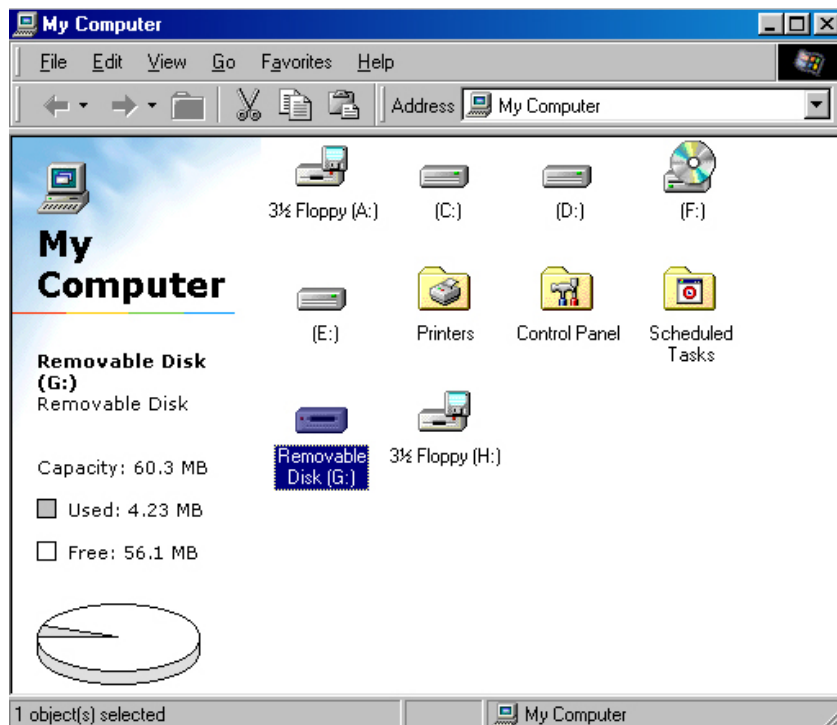 My Computer
File Edit View Go Favorites Help
Address My Computer
My
Computer
Removable Disk
(G:)
Removable Disk
Capacity: 60.3 MB
Used: 4.23 MB
Free: 56.1 MB
3½ Floppy (A:) (C:) (D:) (F:)
(E:) Printers Control Panel Scheduled
Tasks
Removable
Disk (G:)
3½ Floppy (H:)
1 object(s) selected My Computer